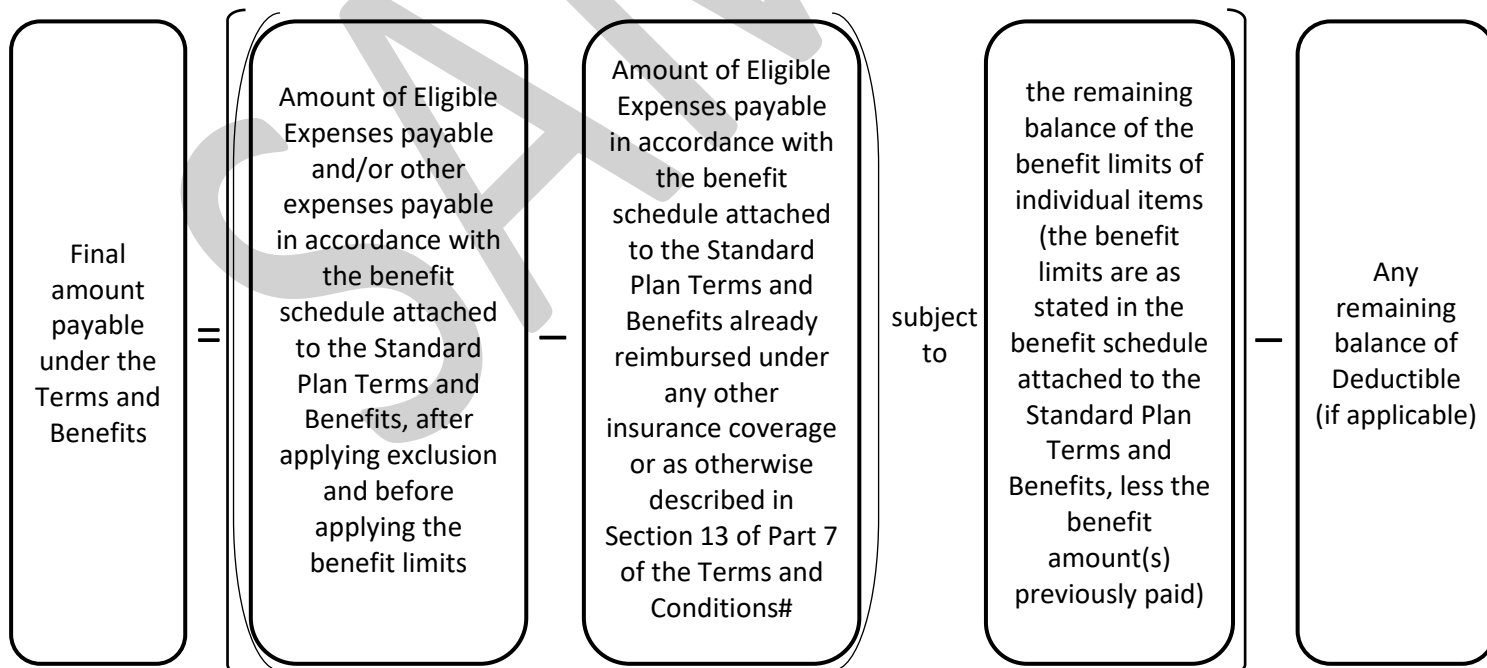 Final
amount
payable
under the
Terms and
Benefits
=
Amount of Eligible
Expenses payable
and/or other
expenses payable
in accordance with
the benefit
schedule attached
to the Standard
Plan Terms and
Benefits, after
applying exclusion
and before
applying the
benefit limits
–
Amount of Eligible
Expenses payable
in accordance with
the benefit
schedule attached
to the Standard
Plan Terms and
Benefits already
reimbursed under
any other
insurance coverage
or as otherwise
described in
Section 13 of Part 7
of the Terms and
Conditions#
subject
to
the remaining
balance of the
benefit limits of
individual items
(the benefit
limits are as
stated in the
benefit schedule
attached to the
Standard Plan
Terms and
Benefits, less the
benefit
amount(s)
previously paid)
–
Any
remaining
balance of
Deductible
(if applicable)